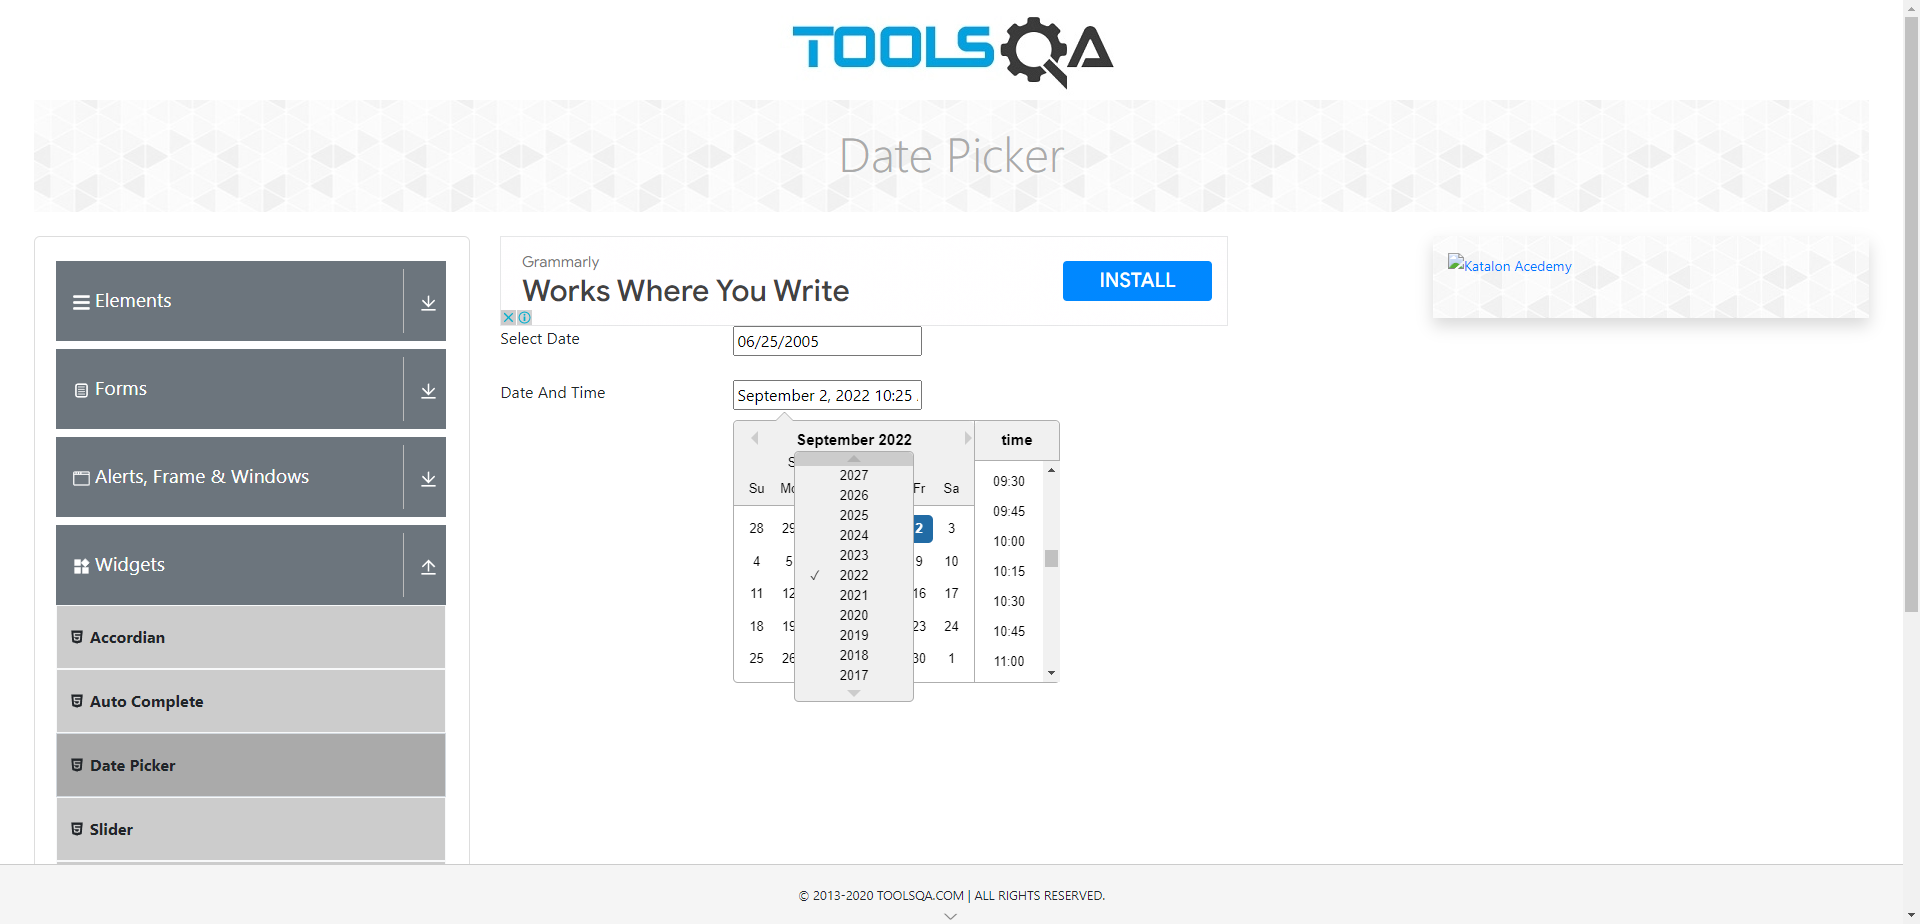 TOOLSQA
Date Picker
Elements
Forms
Alerts, Frame & Windows
Widgets
Accordian
Auto Complete
Date Picker
Slider
Grammarly
Works Where You Write
INSTALL
Katalon Acedemy
Select Date
06/25/2005
Date And Time
September 2, 2022 10:25
September 2022
time
S
Su Mo Fr Sa
28 29 2 3
4 5 9 10
11 12 16 17
18 19 23 24
25 26 30 1
2027
2026
2025
2024
2023
✓ 2022
2021
2020
2019
2018
2017
09:30
09:45
10:00
10:15
10:30
10:45
11:00
© 2013-2020 TOOLSQA.COM | ALL RIGHTS RESERVED.